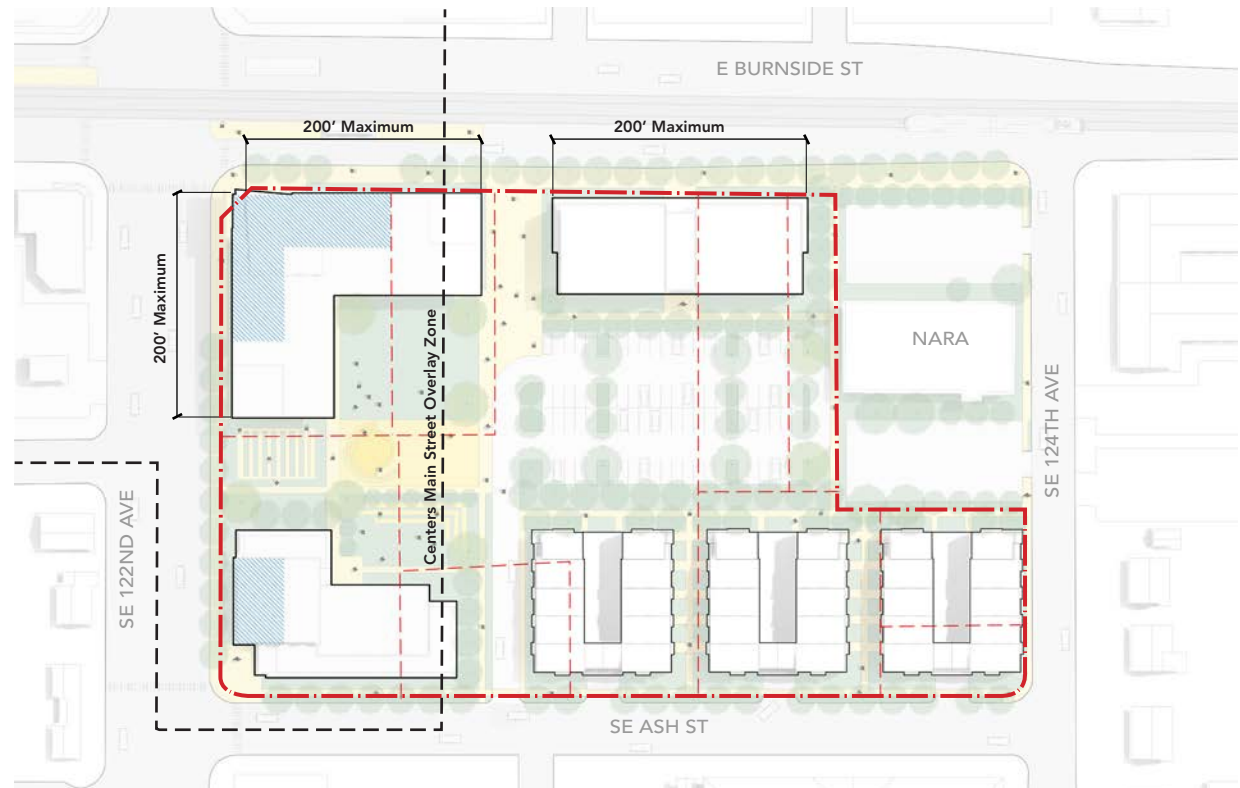 E BURNSIDE ST
200’ Maximum
200’ Maximum
200’ Maximum
Centers Main Street Overlay Zone
NARA
SE 124TH AVE
SE 122ND AVE
SE ASH ST